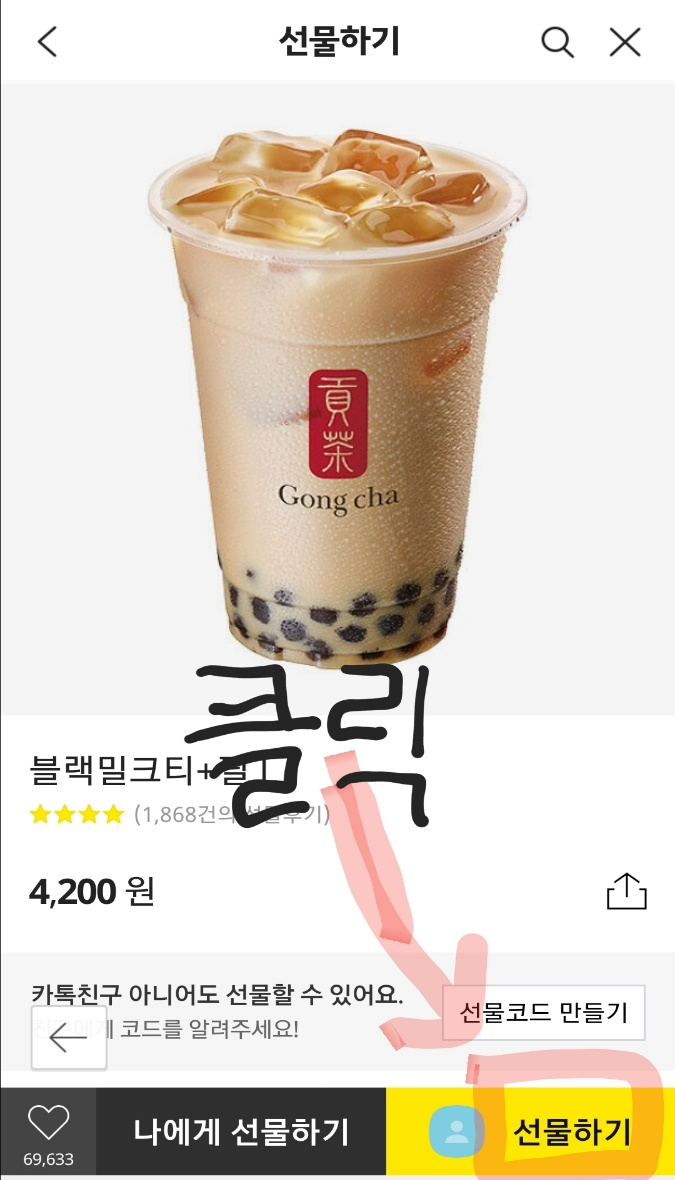 선물하기
貢茶
Gong cha
클릭
블랙밀크티+펄
(1,868건의 선물후기)
4,200 원
카톡친구 아니어도 선물할 수 있어요.
친구에게 코드를 알려주세요!
선물코드 만들기
69,633
나에게 선물하기
선물하기